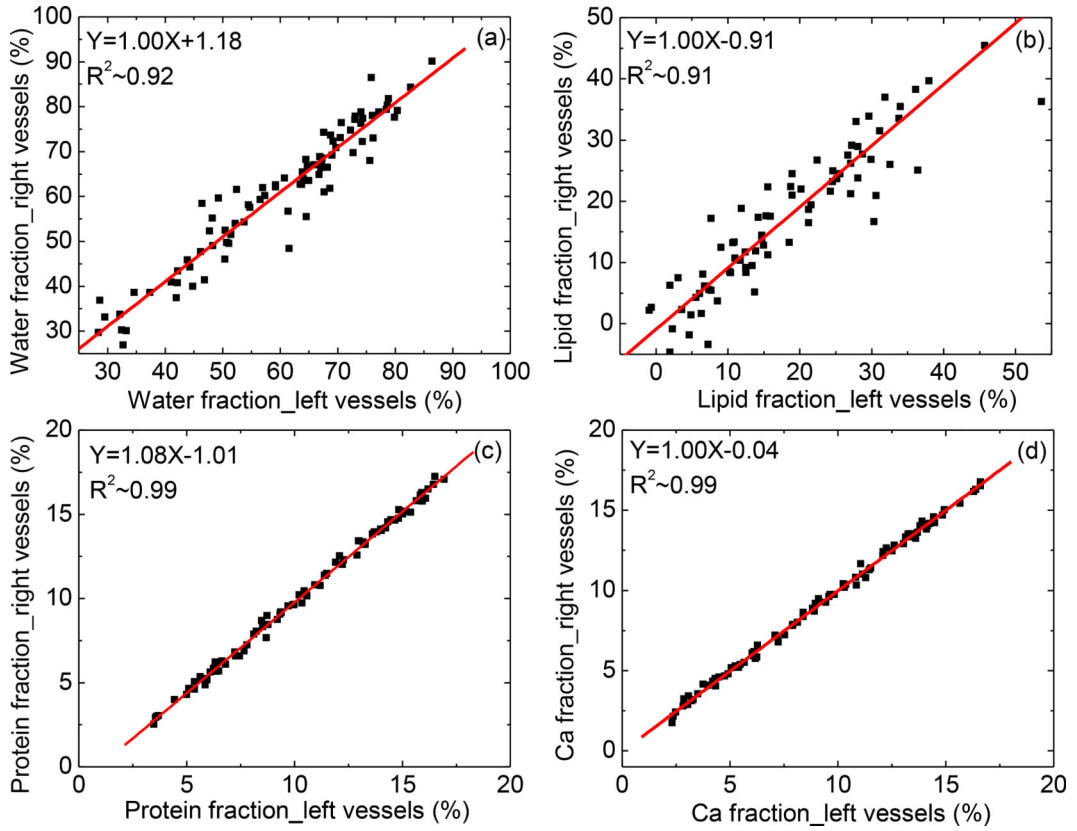 Y=1.00X+1.18
R²~0.92
(a)
100
90
80
70
60
50
40
30
Water fraction_right vessels (%)
30 40 50 60 70 80 90 100
Water fraction_left vessels (%)
Y=1.00X-0.91
R²~0.91
(b)
50
40
30
20
10
0
Lipid fraction_right vessels (%)
0 10 20 30 40 50
Lipid fraction_left vessels (%)
Y=1.08X-1.01
R²~0.99
(c)
20
15
10
5
0
Protein fraction_right vessels (%)
0 5 10 15 20
Protein fraction_left vessels (%)
Y=1.00X-0.04
R²~0.99
(d)
20
15
10
5
0
Ca fraction_right vessels (%)
0 5 10 15 20
Ca fraction_left vessels (%)